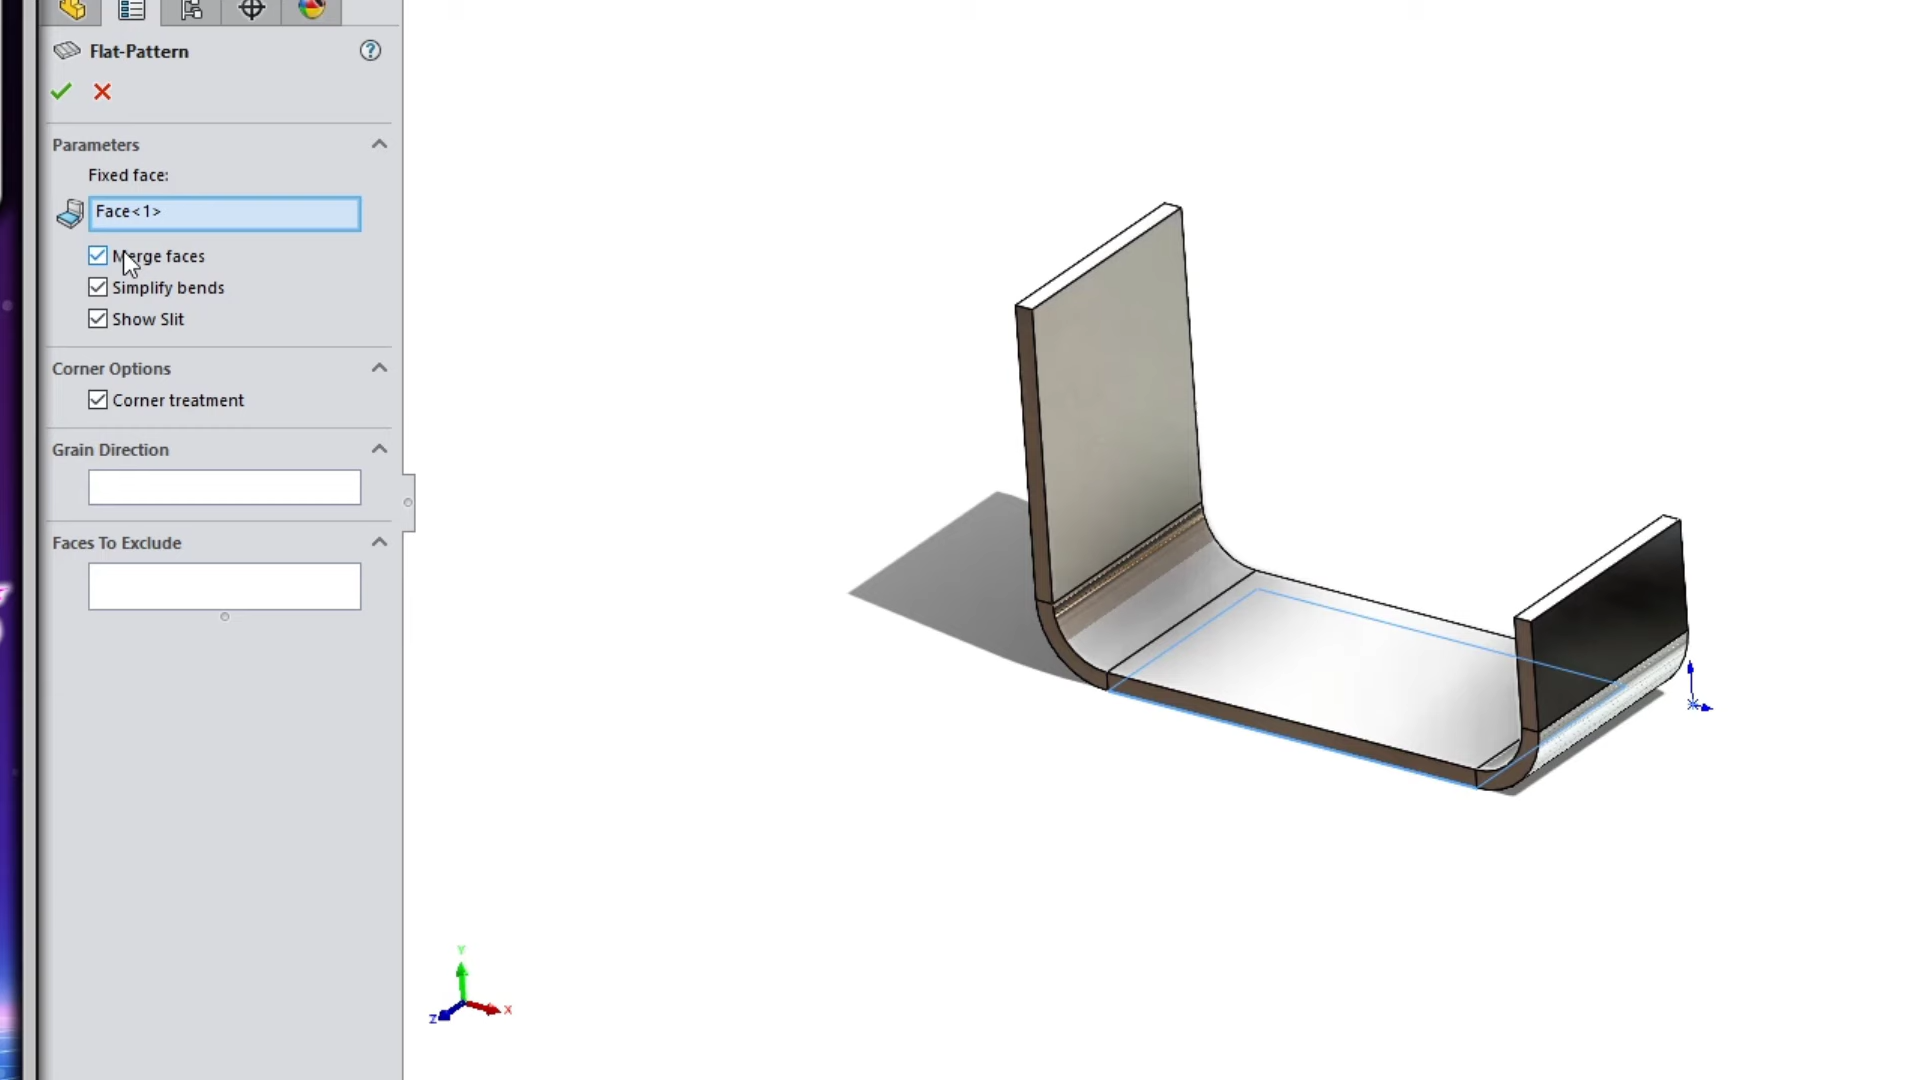 Flat-Pattern
Parameters
Fixed face:
Face<1>
Merge faces
Simplify bends
Show Slit
Corner Options
Corner treatment
Grain Direction
Faces To Exclude
Y
X
Z